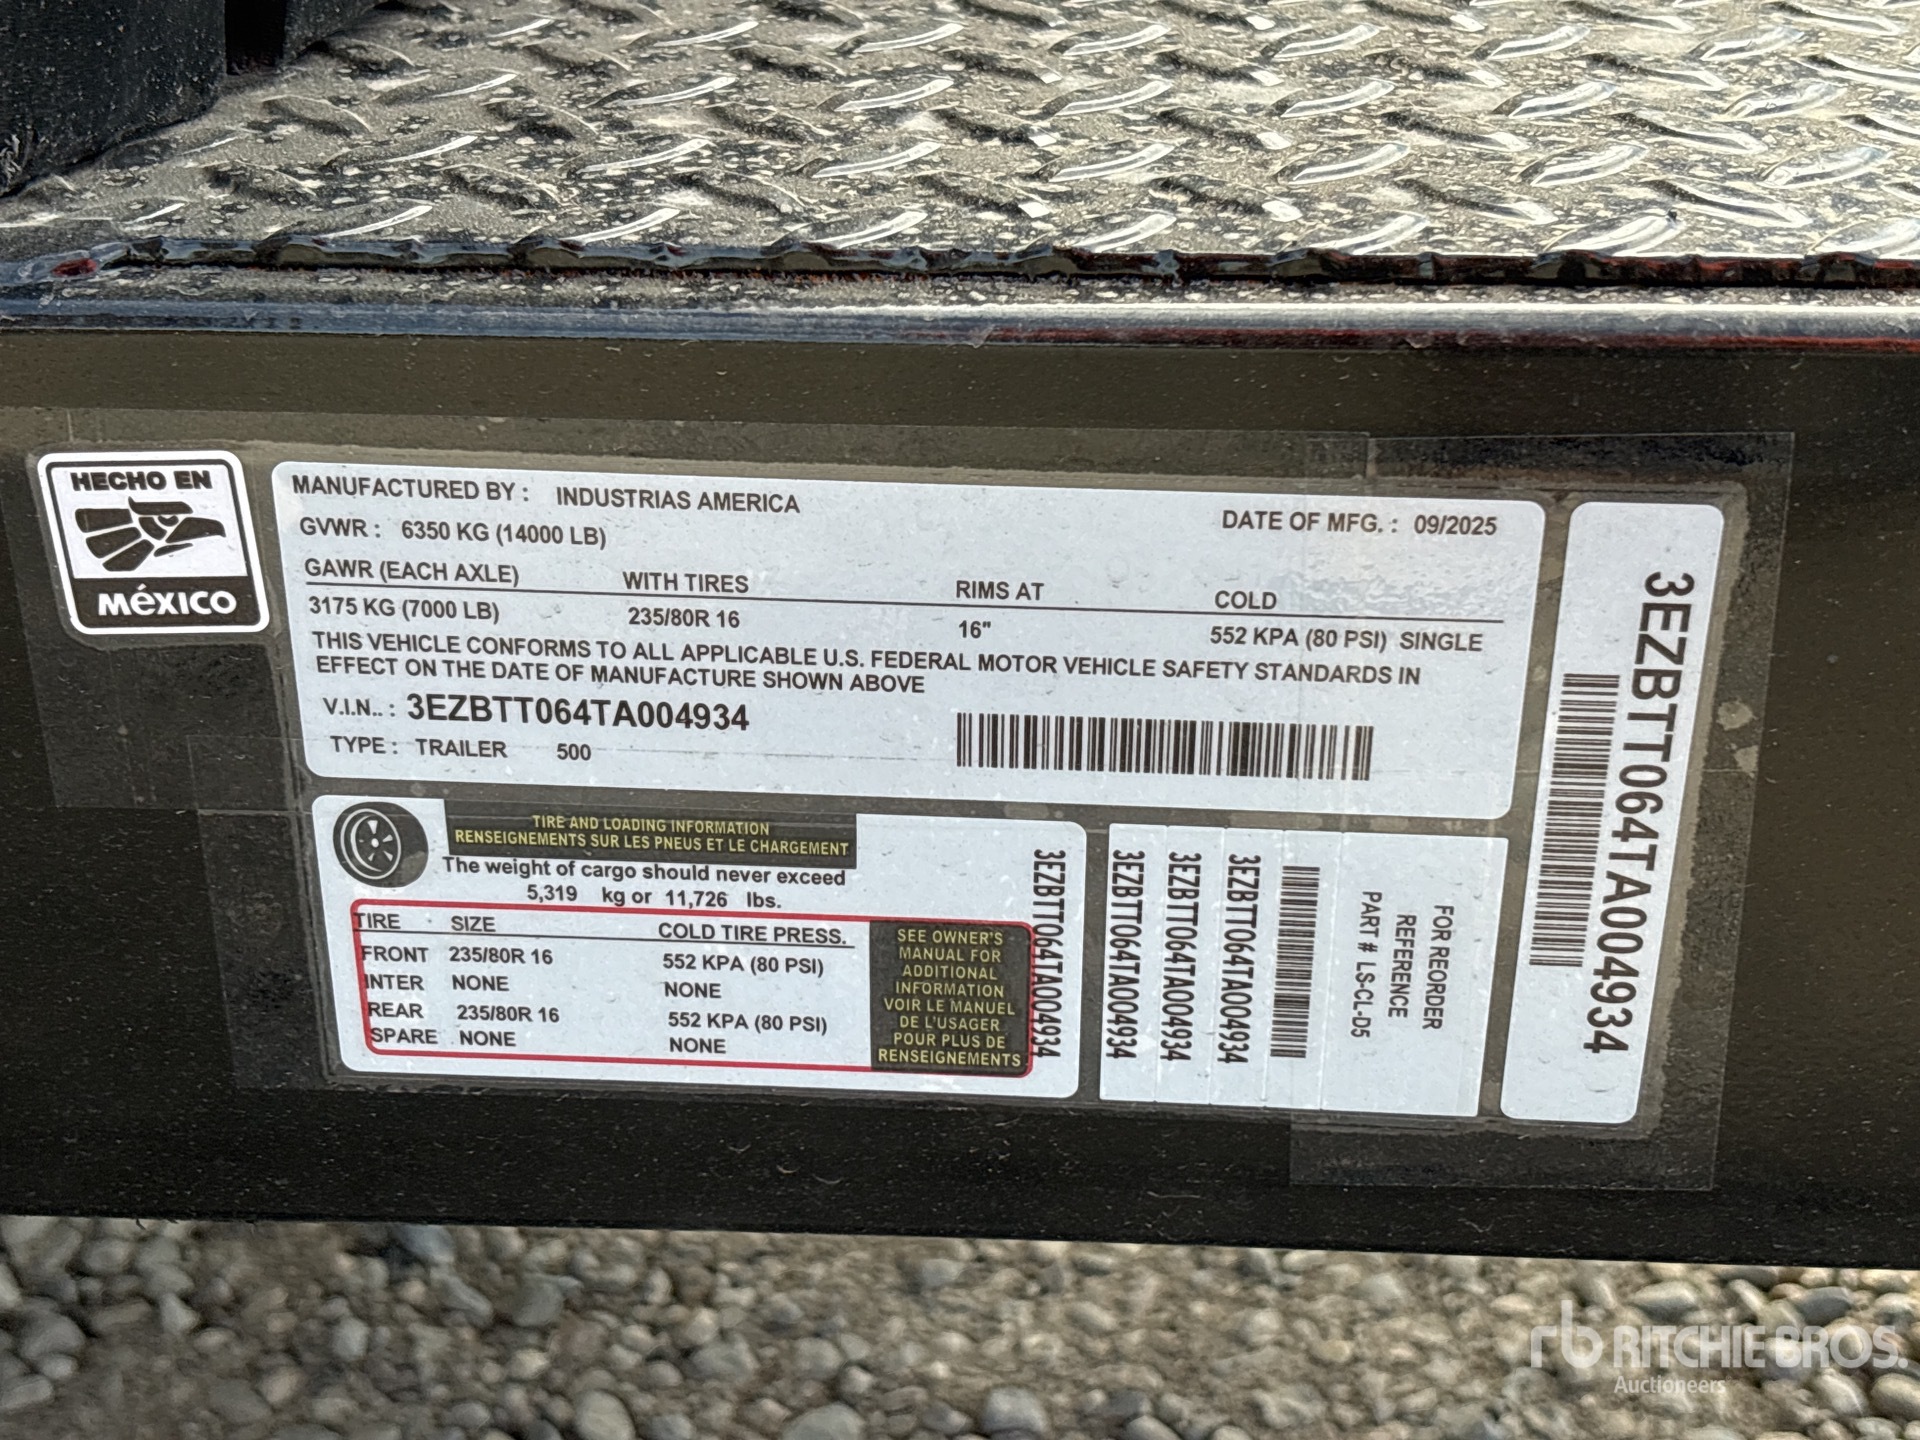 HECHO EN
MÉXICO
MANUFACTURED BY : INDUSTRIAS AMERICA
GVWR : 6350 KG (14000 LB)
DATE OF MFG. : 09/2025
GAWR (EACH AXLE) WITH TIRES RIMS AT COLD
3175 KG (7000 LB) 235/80R 16 16" 552 KPA (80 PSI) SINGLE
THIS VEHICLE CONFORMS TO ALL APPLICABLE U.S. FEDERAL MOTOR VEHICLE SAFETY STANDARDS IN
EFFECT ON THE DATE OF MANUFACTURE SHOWN ABOVE
V.I.N.. : 3EZBTT064TA004934
TYPE : TRAILER 500
TIRE AND LOADING INFORMATION
RENSEIGNEMENTS SUR LES PNEUS ET LE CHARGEMENT
The weight of cargo should never exceed
5,319 kg or 11,726 lbs.
TIRE SIZE COLD TIRE PRESS.
FRONT 235/80R 16 552 KPA (80 PSI)
INTER NONE NONE
REAR 235/80R 16 552 KPA (80 PSI)
SPARE NONE NONE
SEE OWNER'S
MANUAL FOR
ADDITIONAL
INFORMATION
VOIR LE MANUEL
DE L'USAGER
POUR PLUS DE
RENSEIGNEMENTS
3EZBTT064TA004934
3EZBTT064TA004934
3EZBTT064TA004934
3EZBTT064TA004934
FOR REORDER
REFERENCE
PART # LS-CL-D5
3EZBTT064TA004934
rb RITCHIE BROS.
Auctioneers